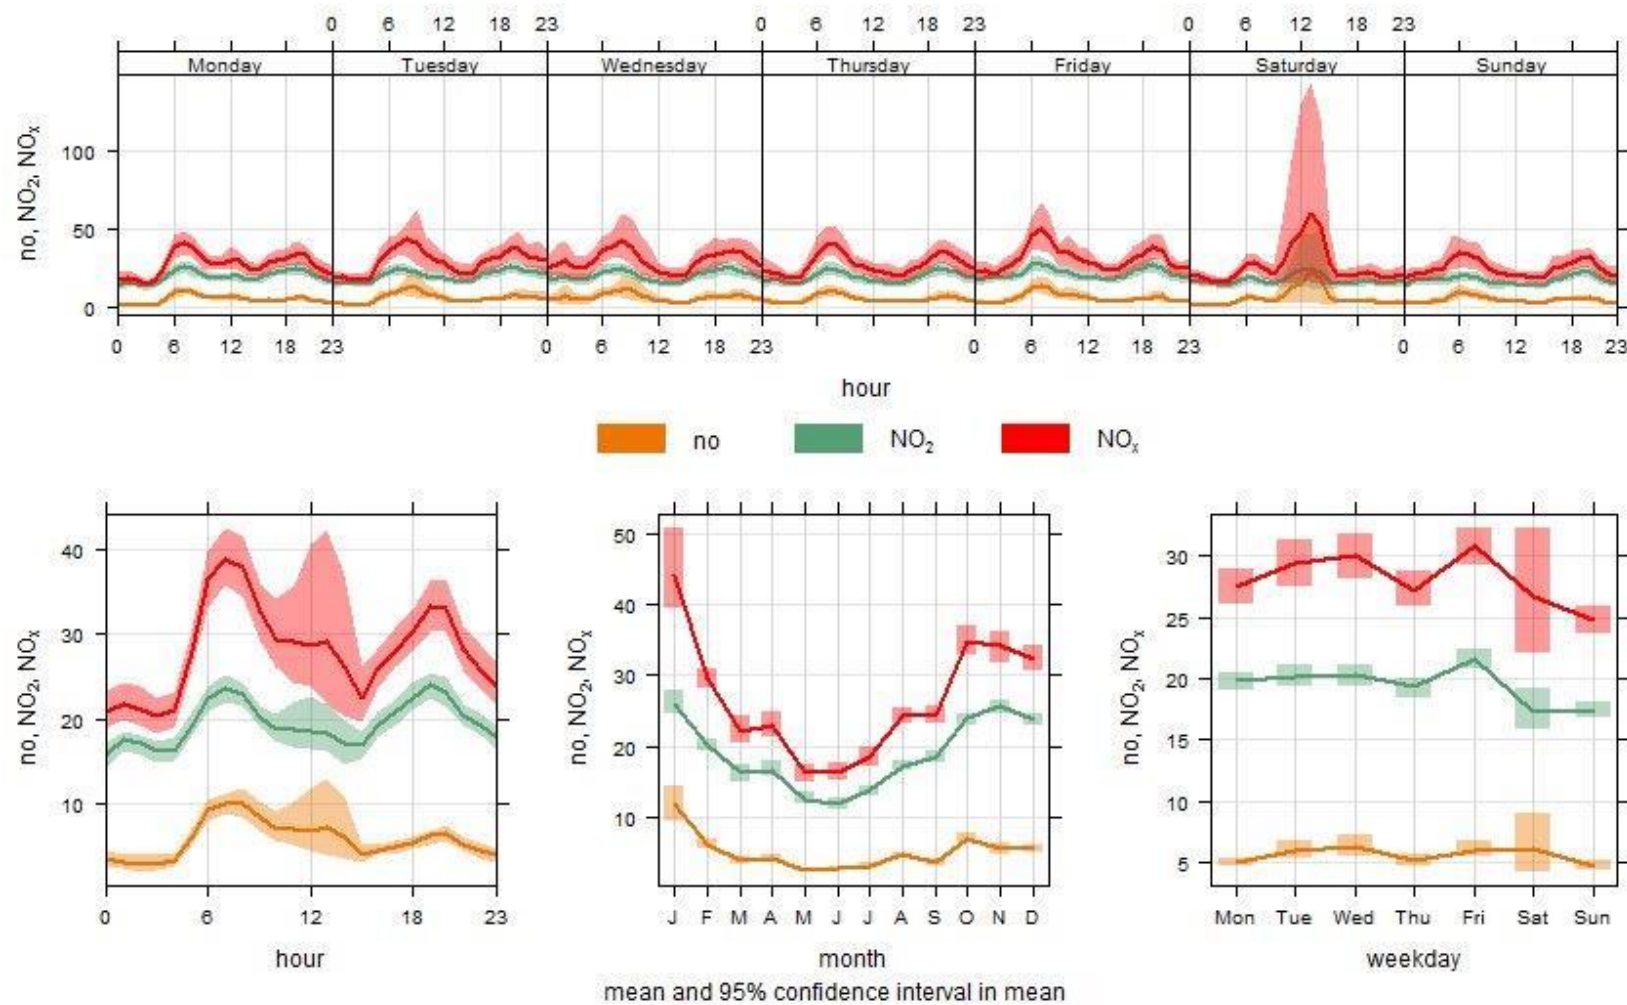 0 6 12 18 23 0 6 12 18 23 0 6 12 18 23
Monday Tuesday Wednesday Thursday Friday Saturday Sunday
no, NO₂, NOₓ
100
50
0
0 6 12 18 23 0 6 12 18 23 0 6 12 18 23 0 6 12 18 23
hour
no NO₂ NOₓ
no, NO₂, NOₓ
40
30
20
10
0 6 12 18 23
hour
no, NO₂, NOₓ
50
40
30
20
10
J F M A M J J A S O N D
month
no, NO₂, NOₓ
30
25
20
15
10
5
Mon Tue Wed Thu Fri Sat Sun
weekday
mean and 95% confidence interval in mean